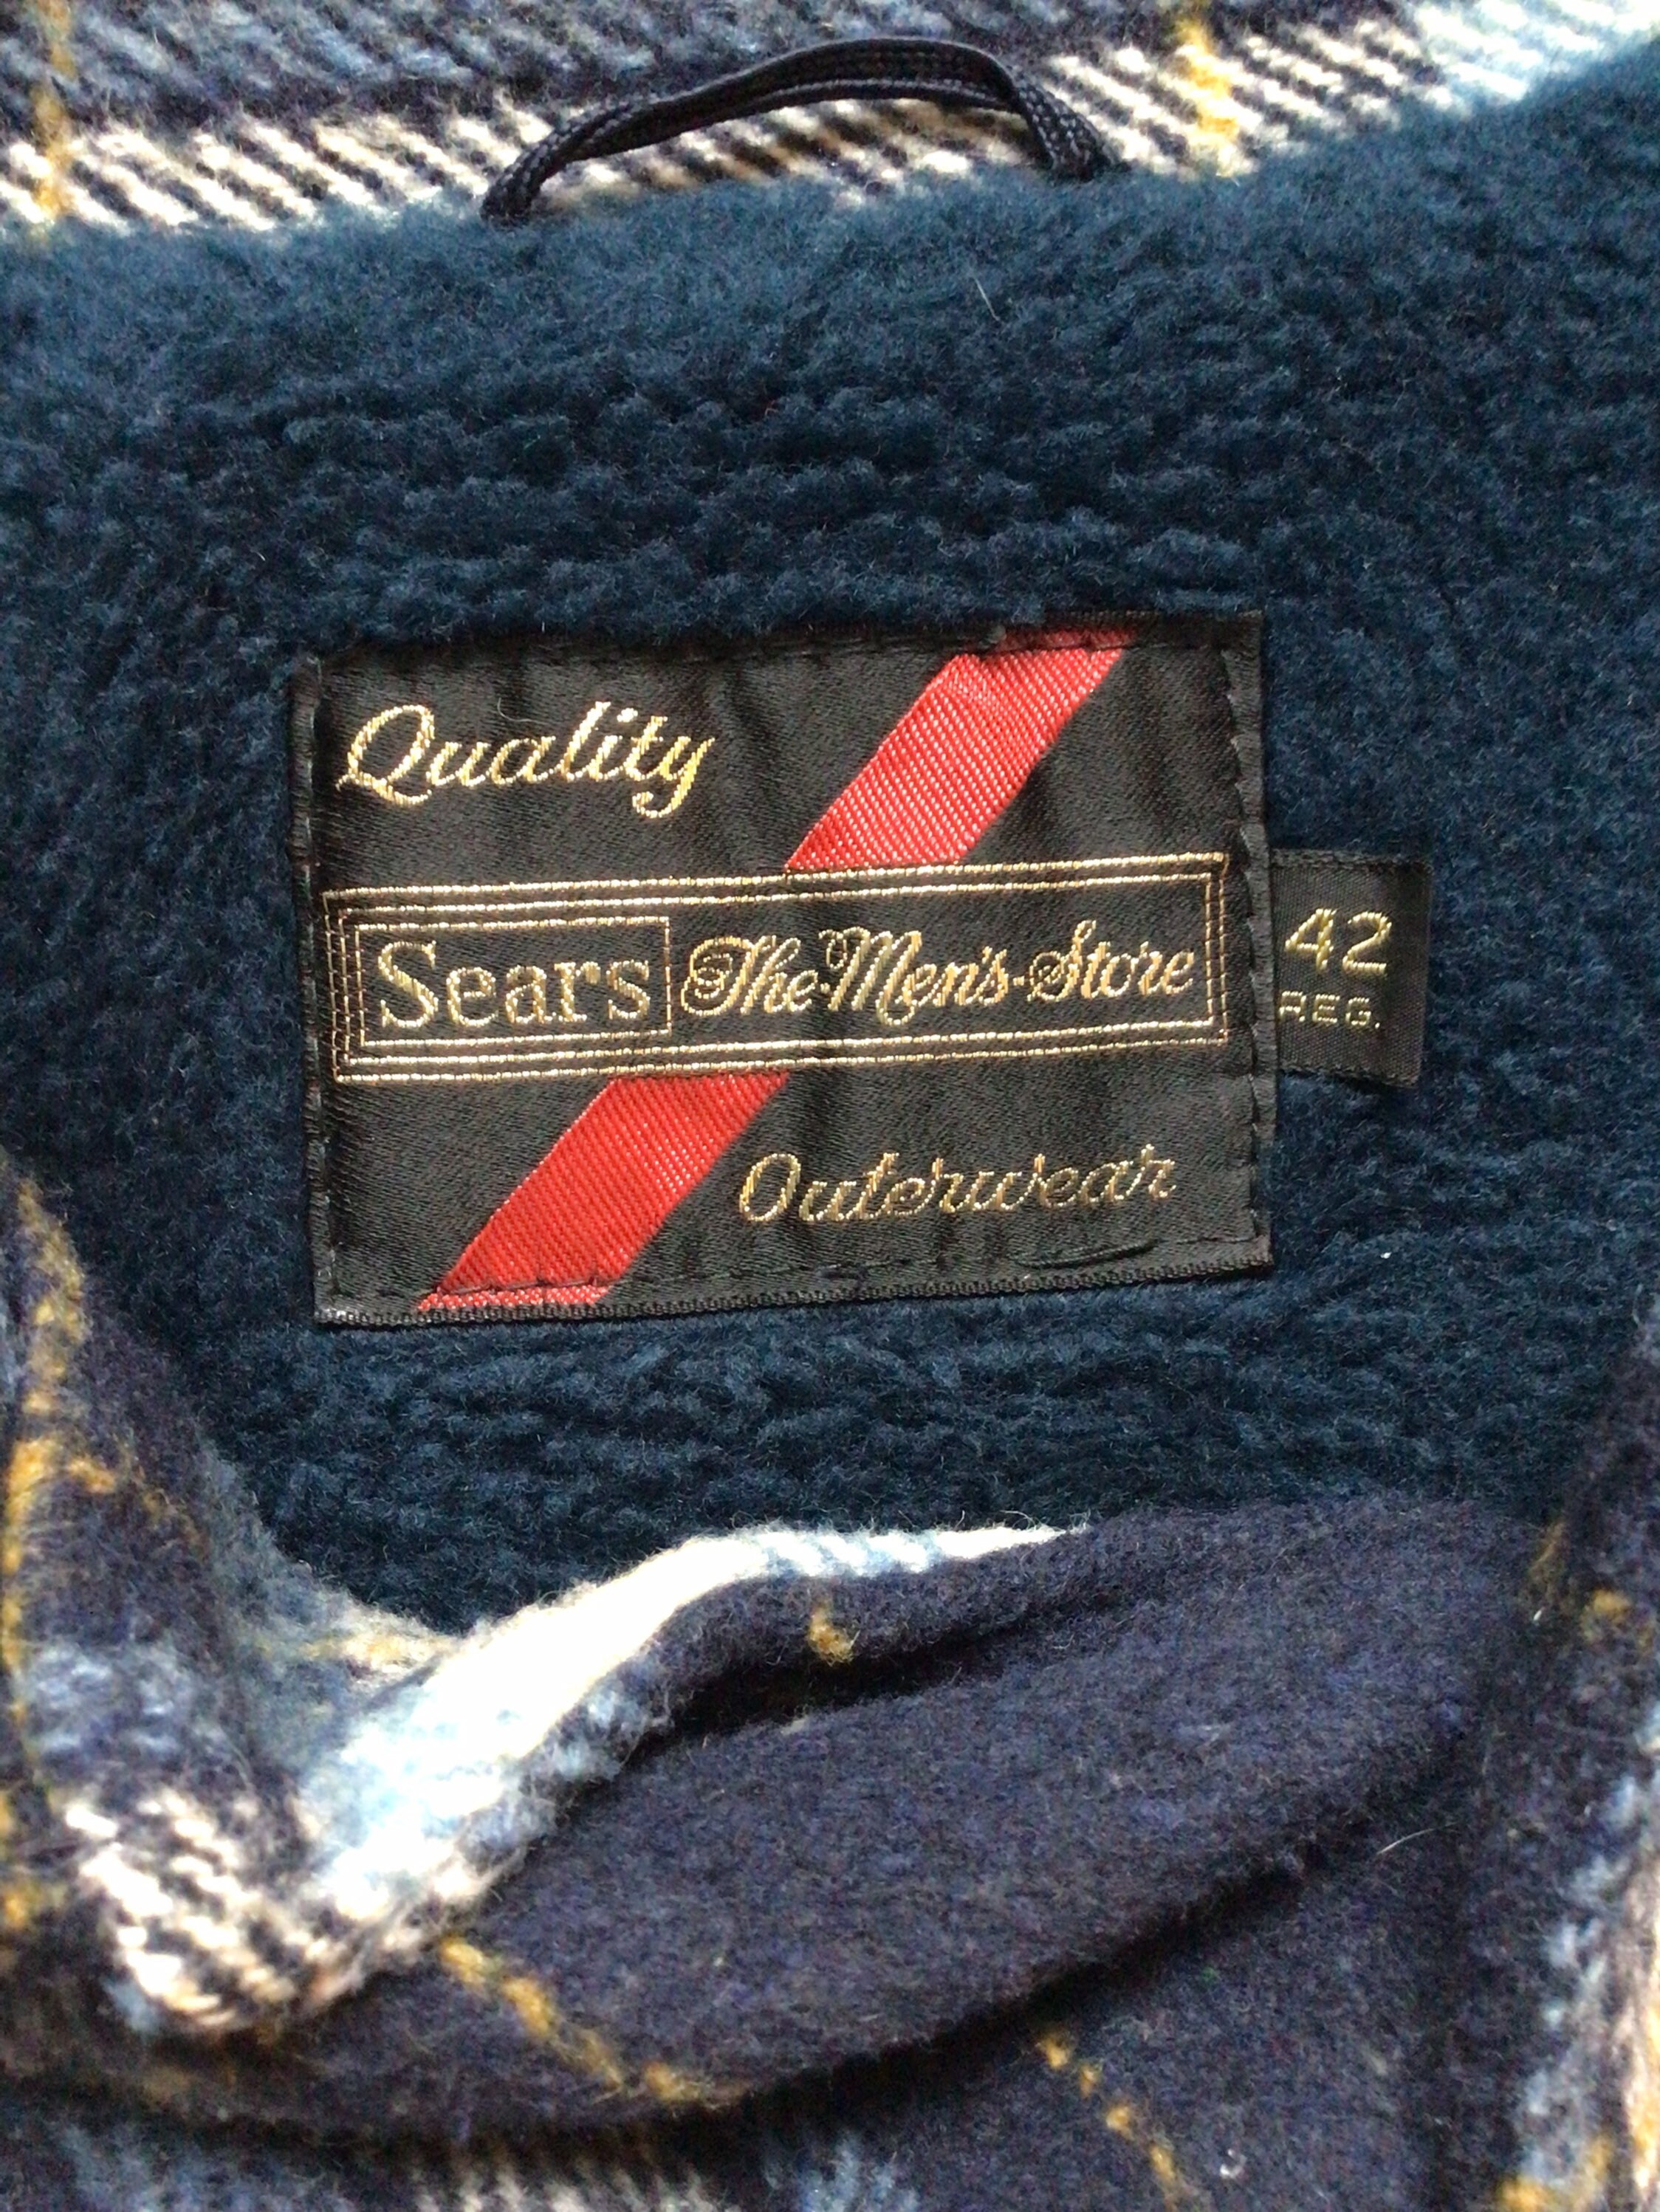 Quality
Sears The Men's Store
42
REG.
Outerwear